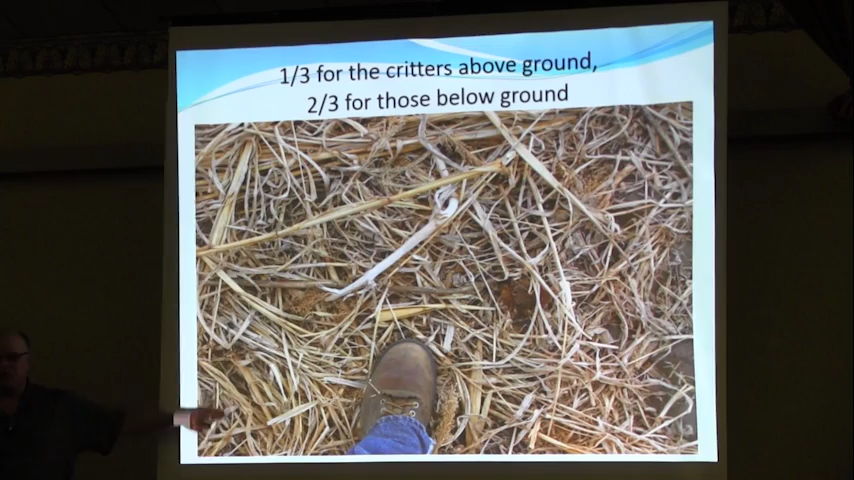 1/3 for the critters above ground,
2/3 for those below ground